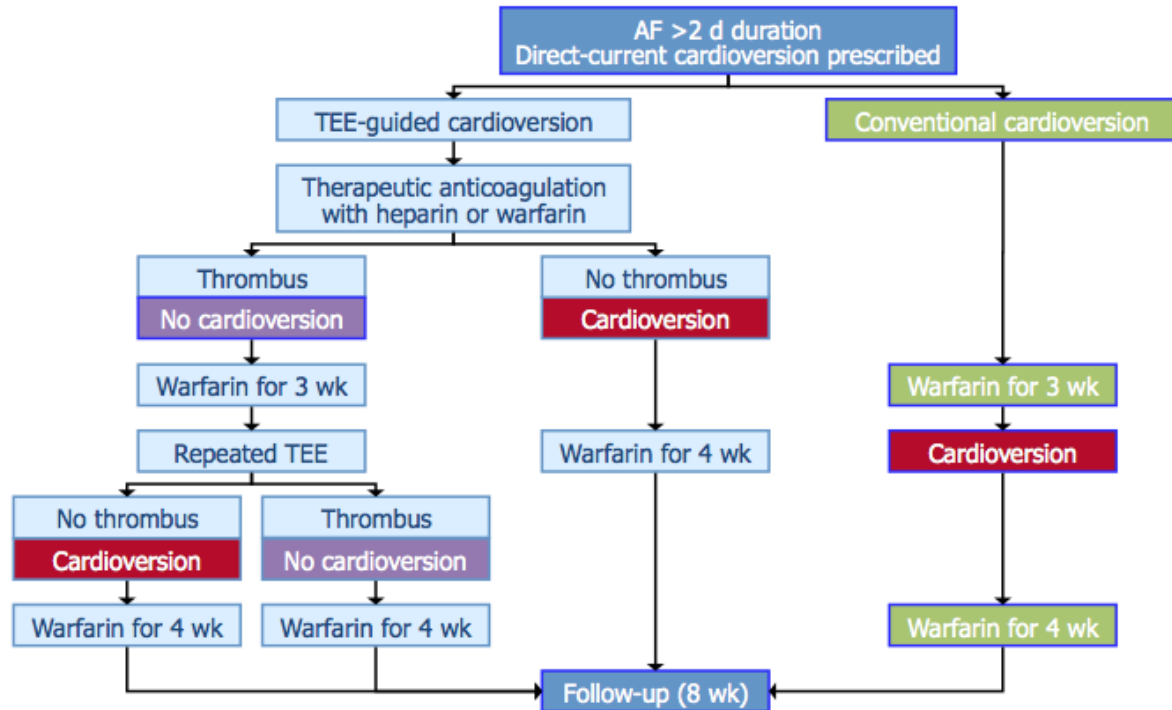 AF >2 d duration
Direct-current cardioversion prescribed
TEE-guided cardioversion
Conventional cardioversion
Therapeutic anticoagulation
with heparin or warfarin
Thrombus
No cardioversion
No thrombus
Cardioversion
Warfarin for 3 wk
Warfarin for 3 wk
Repeated TEE
Warfarin for 4 wk
Cardioversion
No thrombus
Cardioversion
Thrombus
No cardioversion
Warfarin for 4 wk
Warfarin for 4 wk
Warfarin for 4 wk
Follow-up (8 wk)